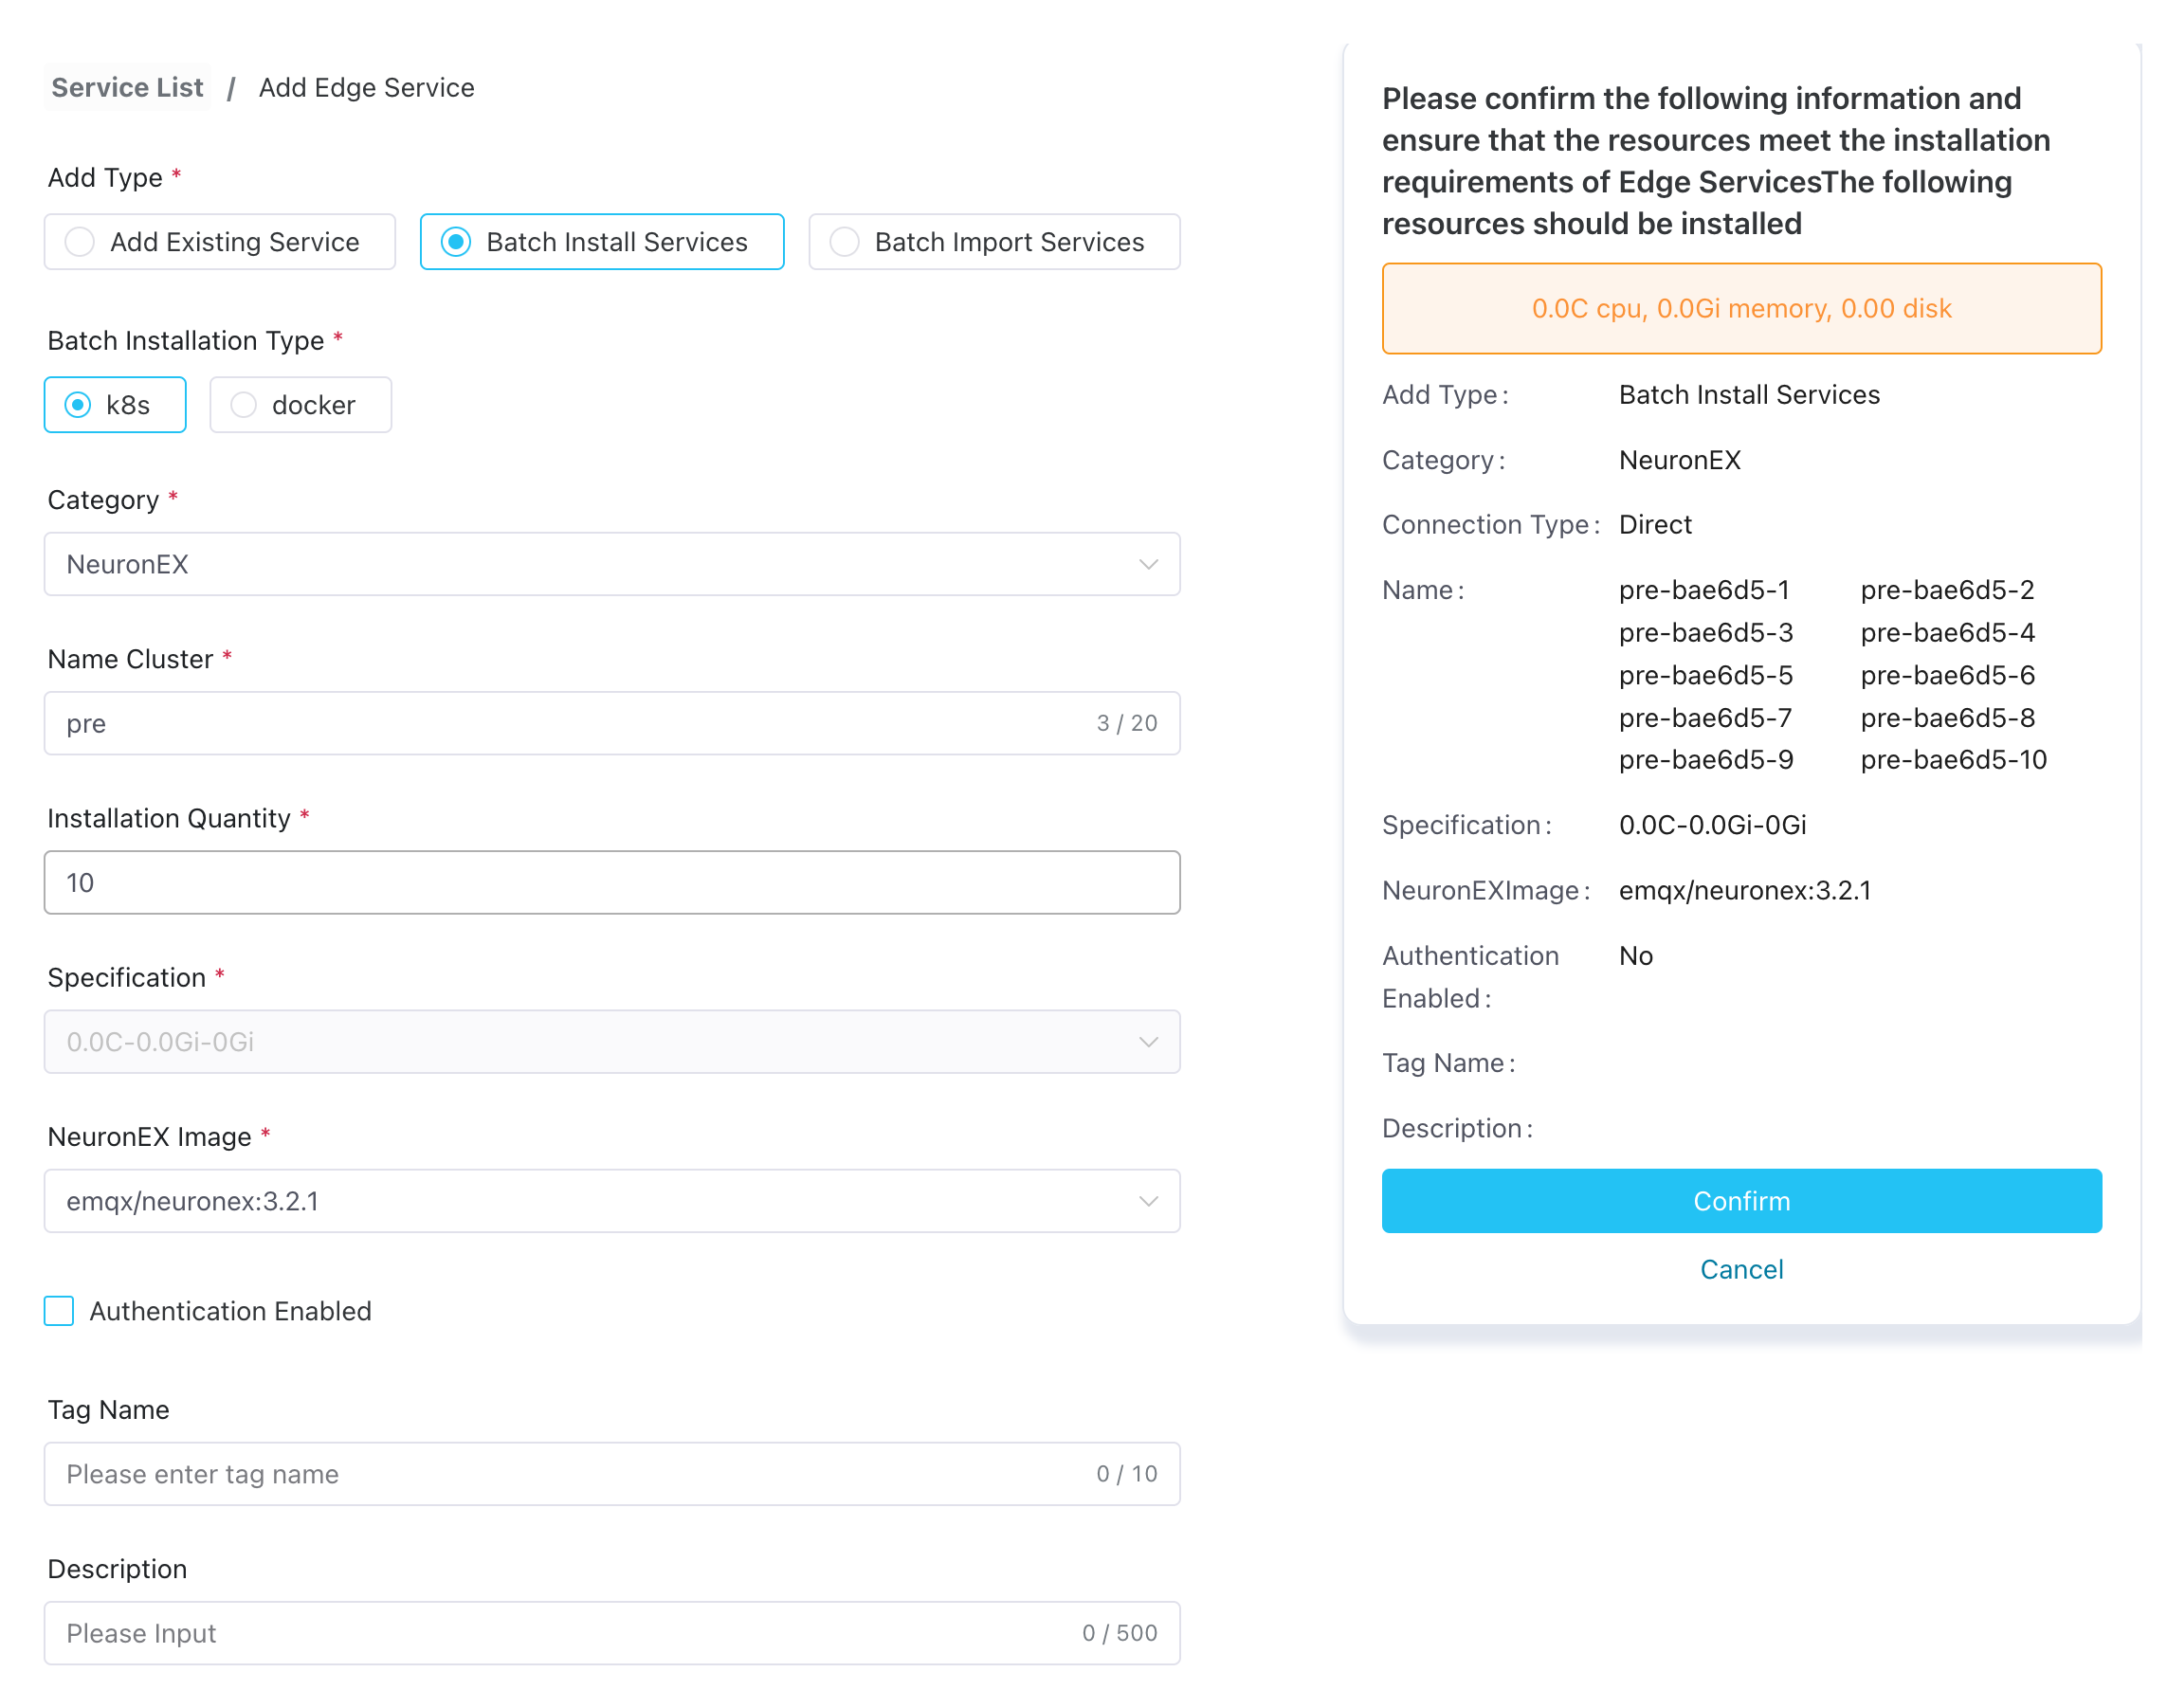 Service List / Add Edge Service
Add Type *
Add Existing Service
Batch Install Services
Batch Import Services
Batch Installation Type *
k8s
docker
Category *
NeuronEX
Name Cluster *
pre 3 / 20
Installation Quantity *
10
Specification *
0.0C-0.0Gi-0Gi
NeuronEX Image *
emqx/neuronex:3.2.1
Authentication Enabled
Tag Name
Please enter tag name 0 / 10
Description
Please Input 0 / 500
Please confirm the following information and
ensure that the resources meet the installation
requirements of Edge ServicesThe following
resources should be installed
0.0C cpu, 0.0Gi memory, 0.00 disk
Add Type: Batch Install Services
Category: NeuronEX
Connection Type: Direct
Name: pre-bae6d5-1 pre-bae6d5-2
pre-bae6d5-3 pre-bae6d5-4
pre-bae6d5-5 pre-bae6d5-6
pre-bae6d5-7 pre-bae6d5-8
pre-bae6d5-9 pre-bae6d5-10
Specification: 0.0C-0.0Gi-0Gi
NeuronEXImage: emqx/neuronex:3.2.1
Authentication No
Enabled:
Tag Name:
Description:
Confirm
Cancel